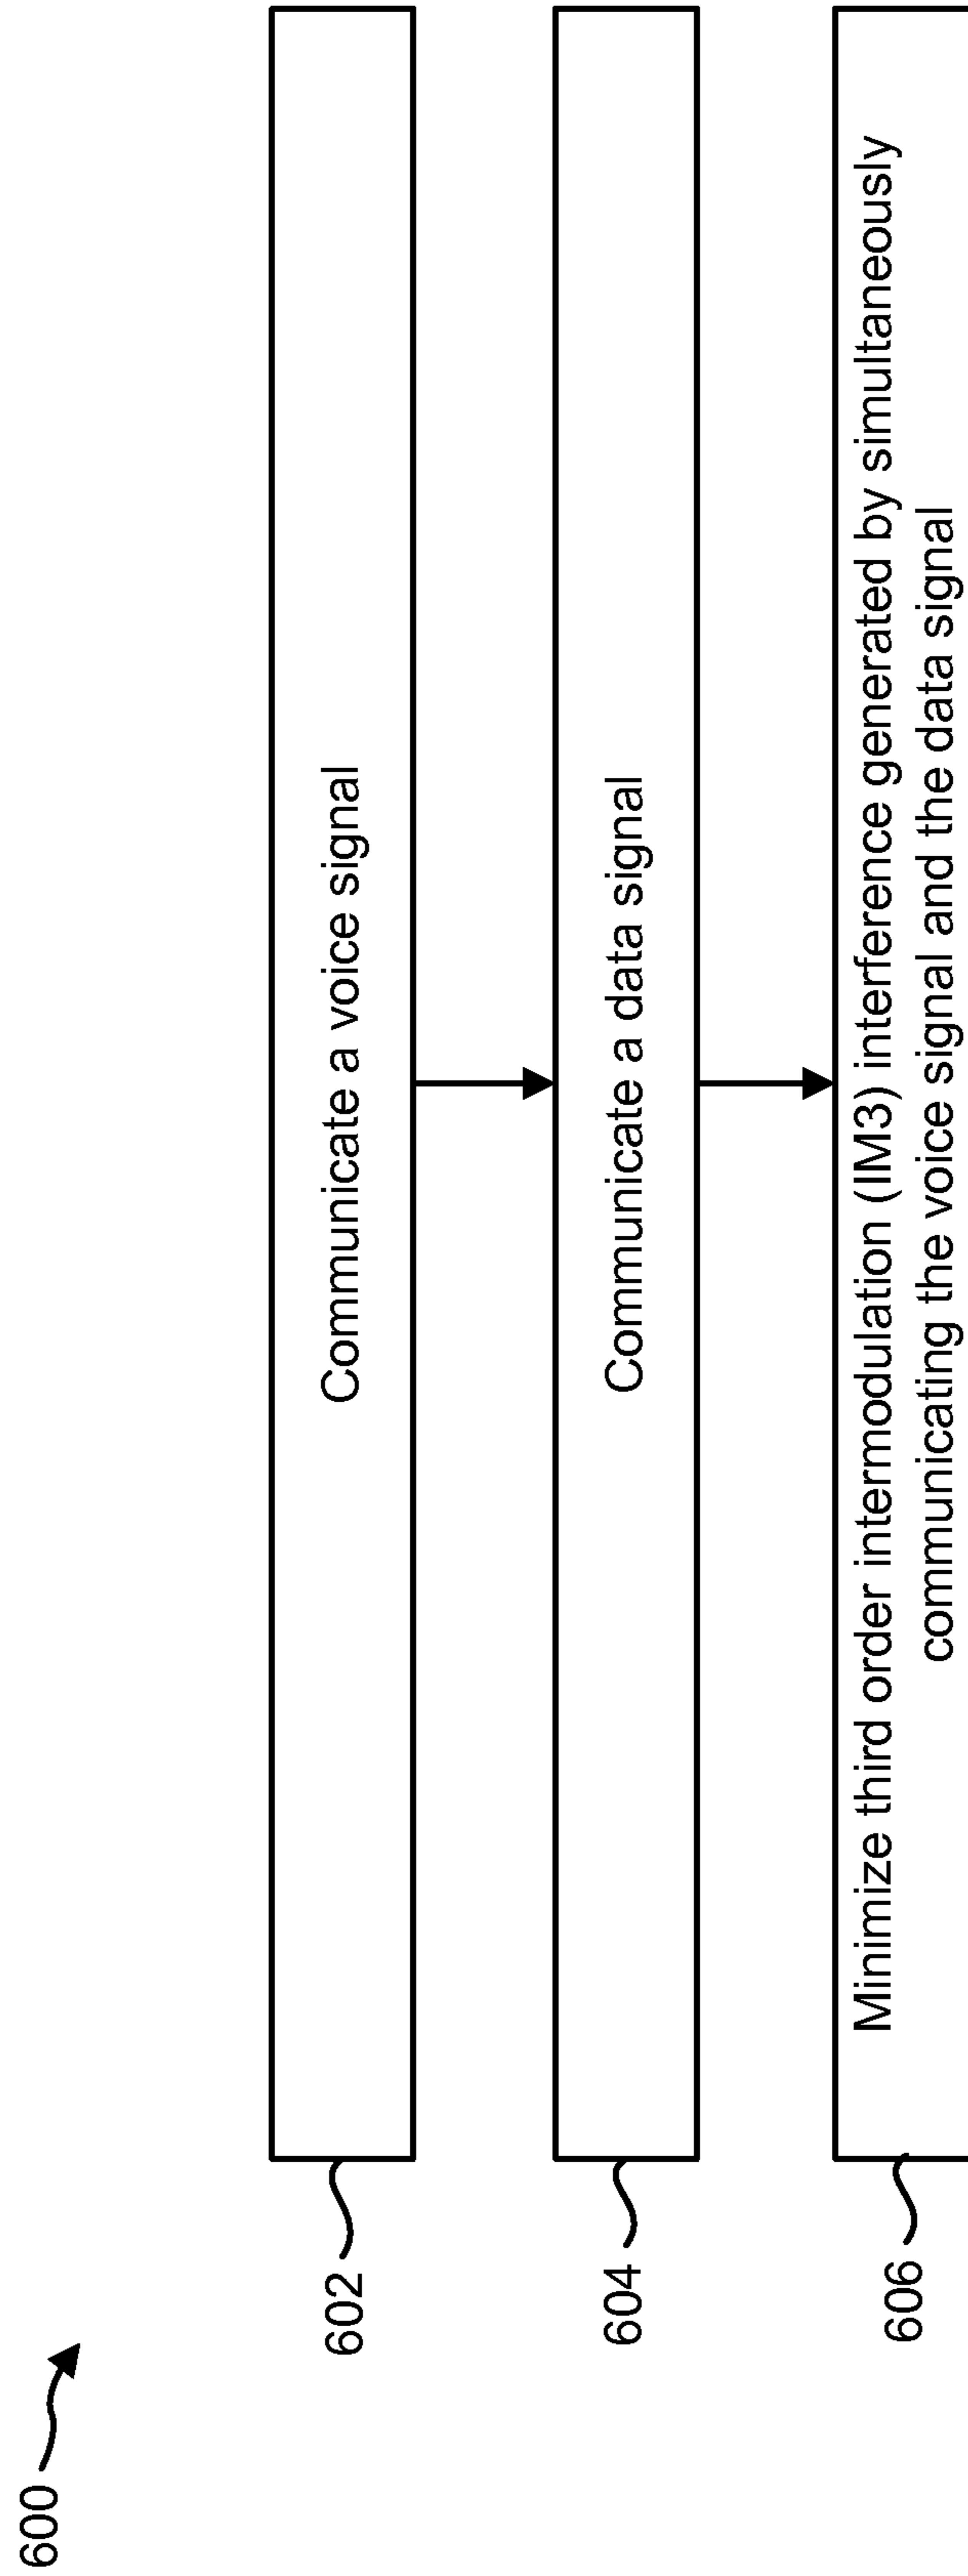 600
602
Communicate a voice signal
604
Communicate a data signal
606
Minimize third order intermodulation (IM3) interference generated by simultaneously
communicating the voice signal and the data signal